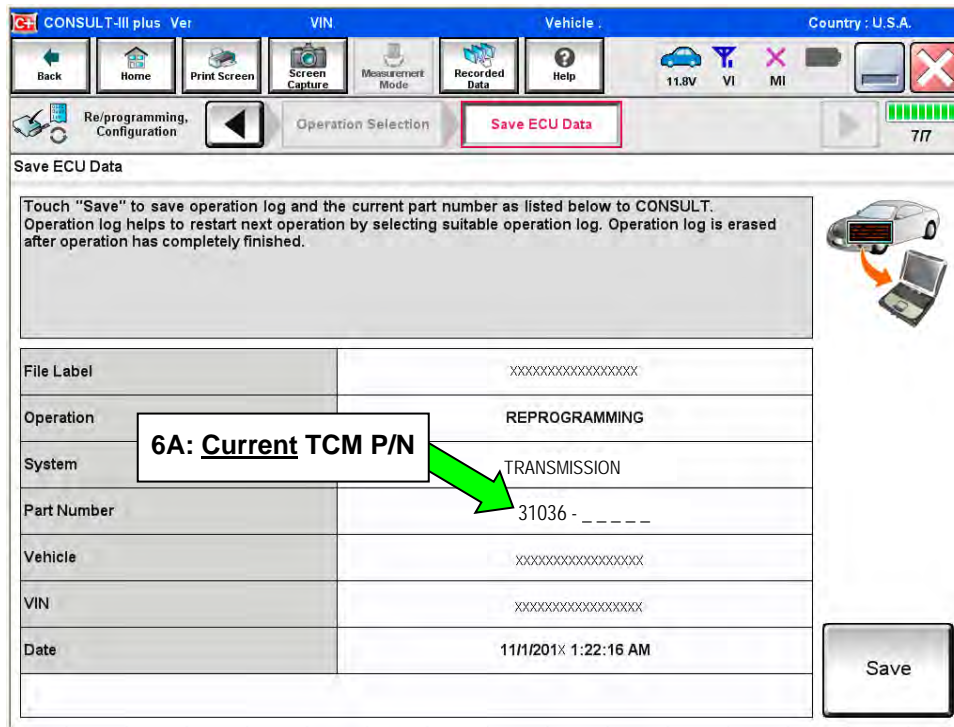 CONSULT-III plus Ver VIN Vehicle : Country : U.S.A.
Back Home Print Screen Screen Capture Measurement Mode Recorded Data Help 11.8V VI MI
Re/programming, Configuration Operation Selection Save ECU Data 7/7
Save ECU Data
Touch "Save" to save operation log and the current part number as listed below to CONSULT.
Operation log helps to restart next operation by selecting suitable operation log. Operation log is erased
after operation has completely finished.
File Label XXXXXXXXXXXXXXXXX
Operation REPROGRAMMING
6A: Current TCM P/N
System TRANSMISSION
Part Number 31036 - _ _ _ _ _
Vehicle XXXXXXXXXXXXXXXXX
VIN XXXXXXXXXXXXXXXXX
Date 11/1/201X 1:22:16 AM
Save